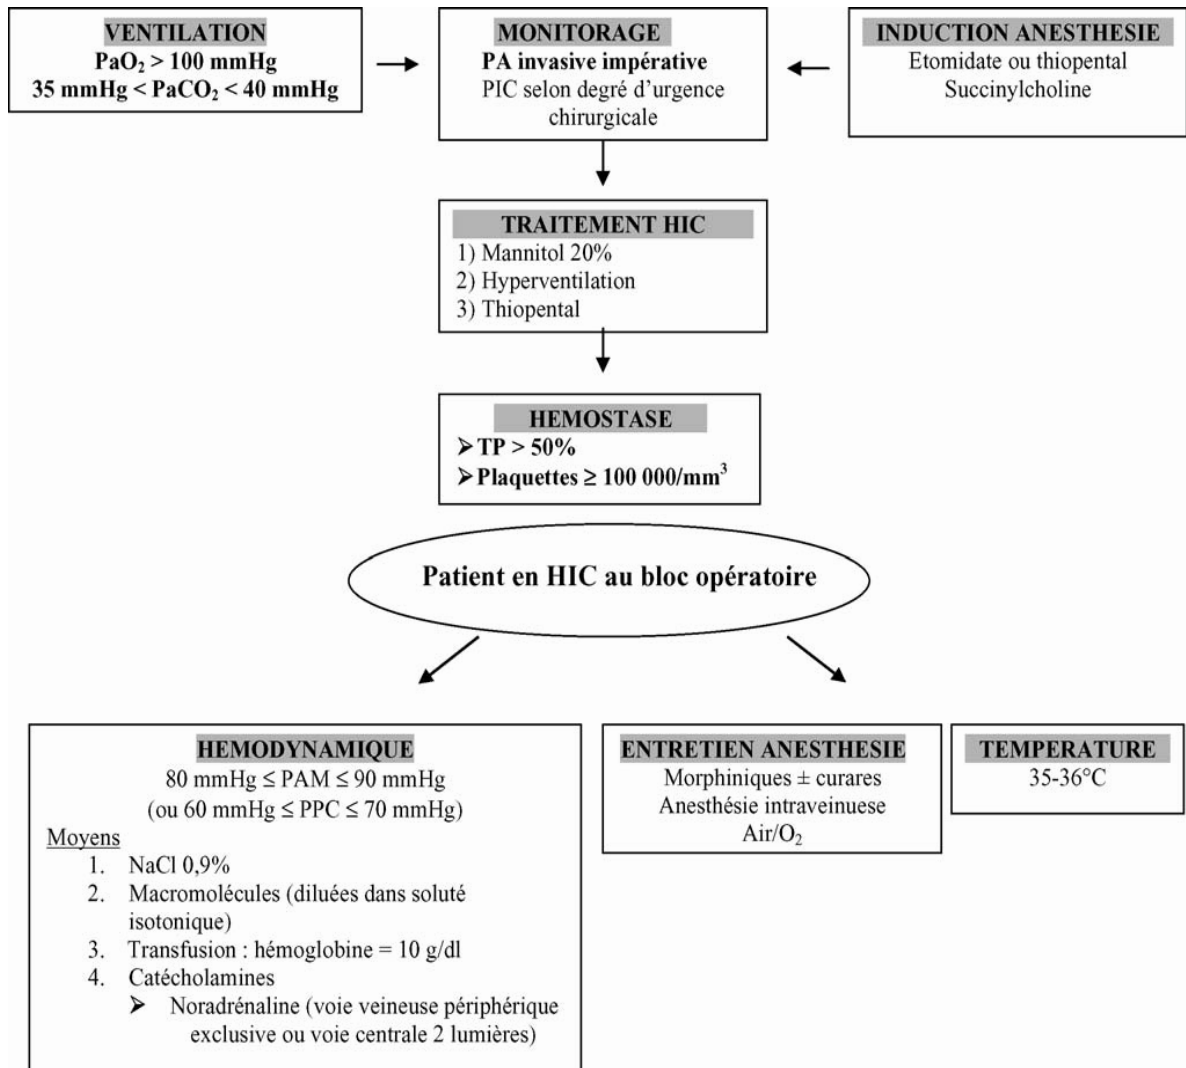 VENTILATION
PaO₂ > 100 mmHg
35 mmHg < PaCO₂ < 40 mmHg
MONITORAGE
PA invasive impérative
PIC selon degré d’urgence
chirurgicale
INDUCTION ANESTHESIE
Etomidate ou thiopental
Succinylcholine
TRAITEMENT HIC
1) Mannitol 20%
2) Hyperventilation
3) Thiopental
HEMOSTASE
➢ TP > 50%
➢ Plaquettes ≥ 100 000/mm³
Patient en HIC au bloc opératoire
HEMODYNAMIQUE
80 mmHg ≤ PAM ≤ 90 mmHg
(ou 60 mmHg ≤ PPC ≤ 70 mmHg)
Moyens
1. NaCl 0,9%
2. Macromolécules (diluées dans soluté
isotonique)
3. Transfusion : hémoglobine = 10 g/dl
4. Catécholamines
➢ Noradrénaline (voie veineuse périphérique
exclusive ou voie centrale 2 lumières)
ENTRETIEN ANESTHESIE
Morphiniques ± curares
Anesthésie intraveinuese
Air/O₂
TEMPERATURE
35-36°C